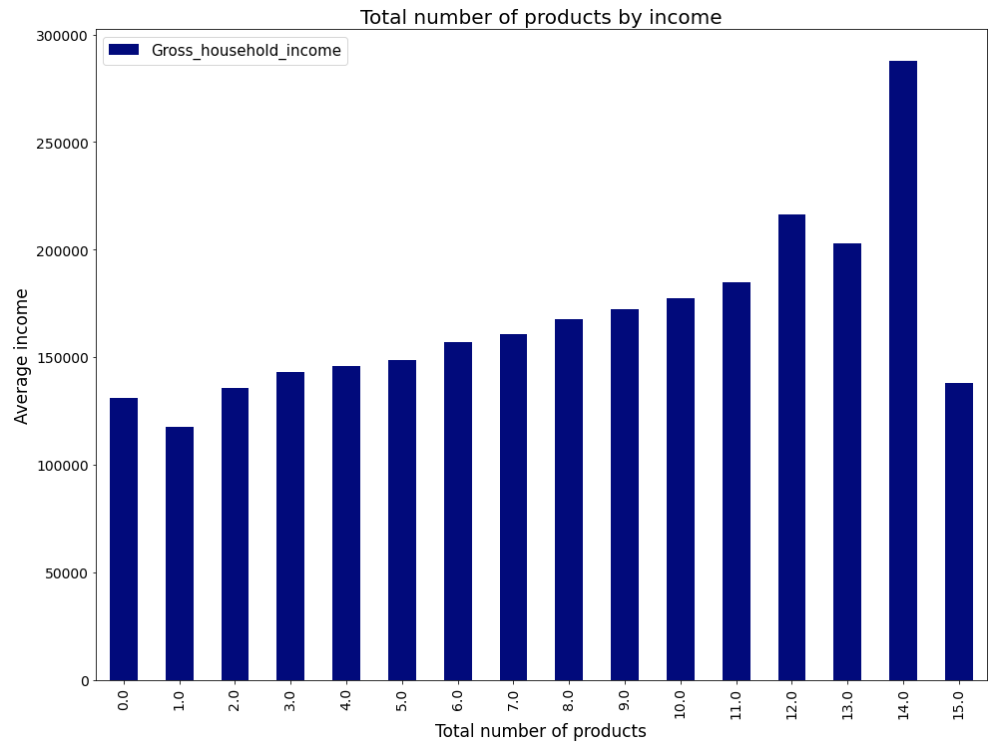 Total number of products by income
Gross_household_income
300000
250000
200000
150000
100000
50000
0
Average income
0.0 1.0 2.0 3.0 4.0 5.0 6.0 7.0 8.0 9.0 10.0 11.0 12.0 13.0 14.0 15.0
Total number of products